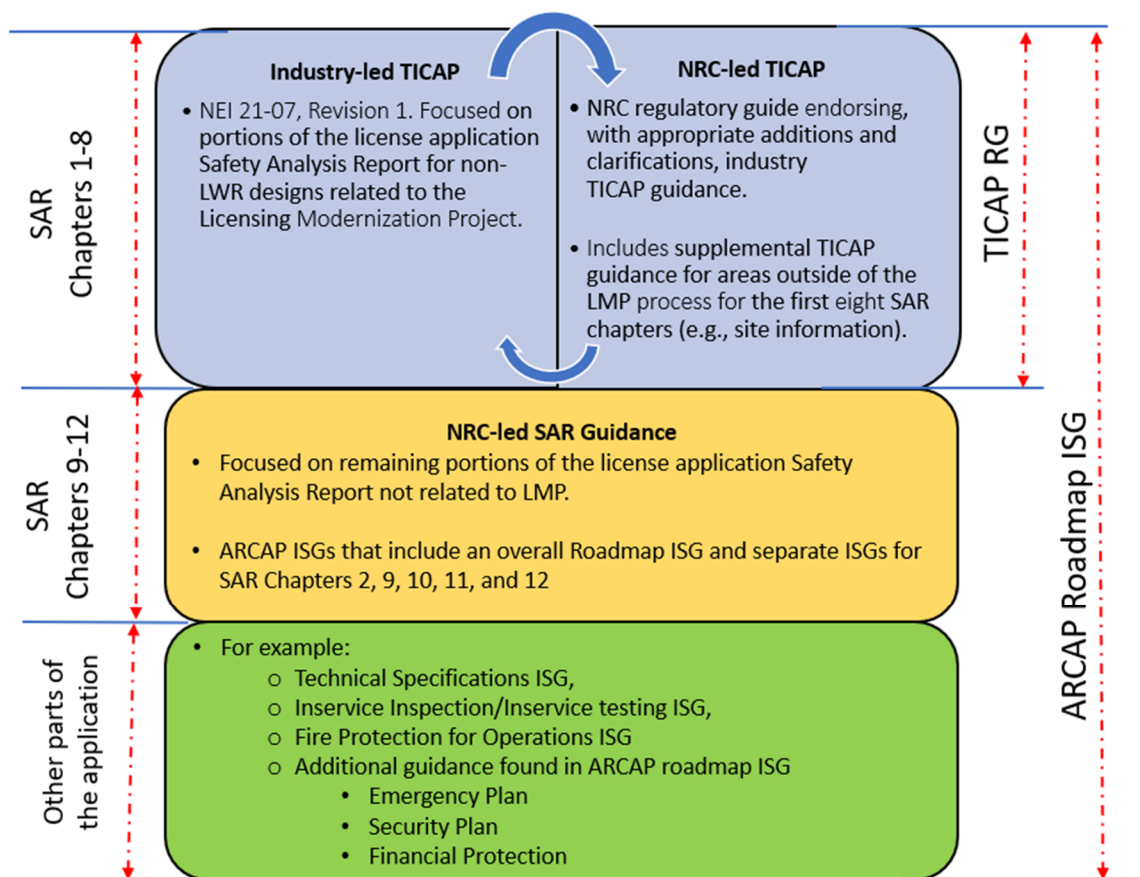 SAR
Chapters 1-8
Industry-led TICAP
• NEI 21-07, Revision 1. Focused on
portions of the license application
Safety Analysis Report for non-
LWR designs related to the
Licensing Modernization Project.
NRC-led TICAP
• NRC regulatory guide endorsing,
with appropriate additions and
clarifications, industry
TICAP guidance.
• Includes supplemental TICAP
guidance for areas outside of the
LMP process for the first eight SAR
chapters (e.g., site information).
TICAP RG
SAR
Chapters 9-12
NRC-led SAR Guidance
• Focused on remaining portions of the license application Safety
Analysis Report not related to LMP.
• ARCAP ISGs that include an overall Roadmap ISG and separate ISGs for
SAR Chapters 2, 9, 10, 11, and 12
ARCAP Roadmap ISG
Other parts of
the application
• For example:
o Technical Specifications ISG,
o Inservice Inspection/Inservice testing ISG,
o Fire Protection for Operations ISG
o Additional guidance found in ARCAP roadmap ISG
• Emergency Plan
• Security Plan
• Financial Protection